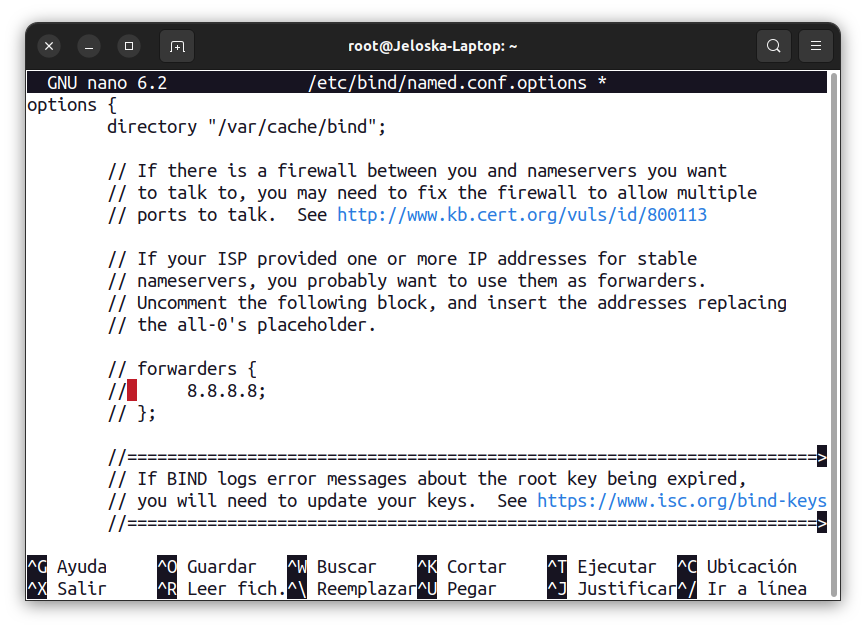 root@Jeloska-Laptop: ~
GNU nano 6.2 /etc/bind/named.conf.options *
options {
directory "/var/cache/bind";
// If there is a firewall between you and nameservers you want
// to talk to, you may need to fix the firewall to allow multiple
// ports to talk.  See http://www.kb.cert.org/vuls/id/800113
// If your ISP provided one or more IP addresses for stable
// nameservers, you probably want to use them as forwarders.
// Uncomment the following block, and insert the addresses replacing
// the all-0's placeholder.
// forwarders {
//      8.8.8.8;
// };
//=====================================================================>
// If BIND logs error messages about the root key being expired,
// you will need to update your keys.  See https://www.isc.org/bind-keys
//=====================================================================>
^G Ayuda ^O Guardar ^W Buscar ^K Cortar ^T Ejecutar ^C Ubicación
^X Salir ^R Leer fich. ^\ Reemplazar ^U Pegar ^J Justificar ^/ Ir a línea